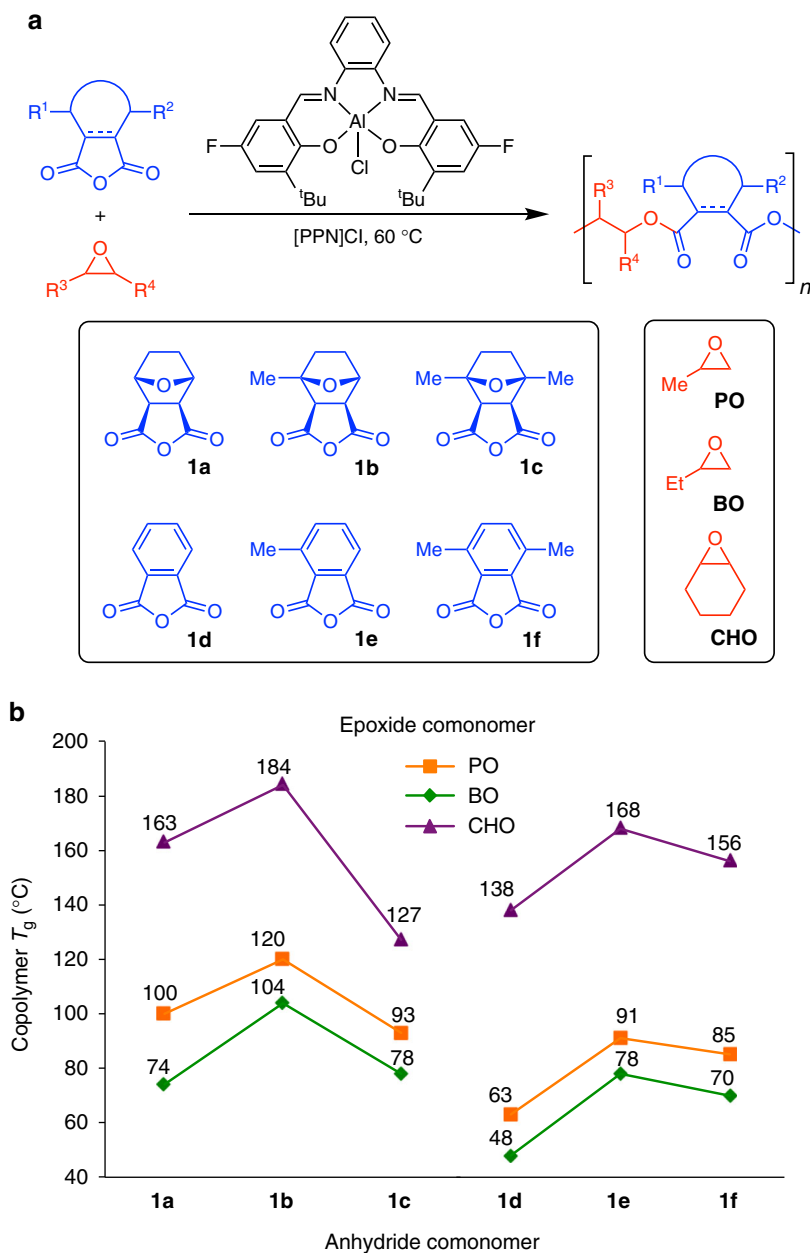 a
R1 R2
O O O
+
O
R3 R4
N N
Al
F O O F
Cl
tBu tBu
[PPN]Cl, 60 °C
R3 R1 R2
O O
R4 O O
n
O
O O O
1a
Me O
O O O
1b
Me O Me
O O O
1c
O
Me
PO
O
Et
BO
O
CHO
O O O
1d
Me
O O O
1e
Me Me
O O O
1f
b
Epoxide comonomer
PO
BO
CHO
Copolymer Tg (°C)
200
180
160
140
120
100
80
60
40
163 184 127 138 168 156
100 120 93 63 91 85
74 104 78 48 78 70
1a 1b 1c 1d 1e 1f
Anhydride comonomer